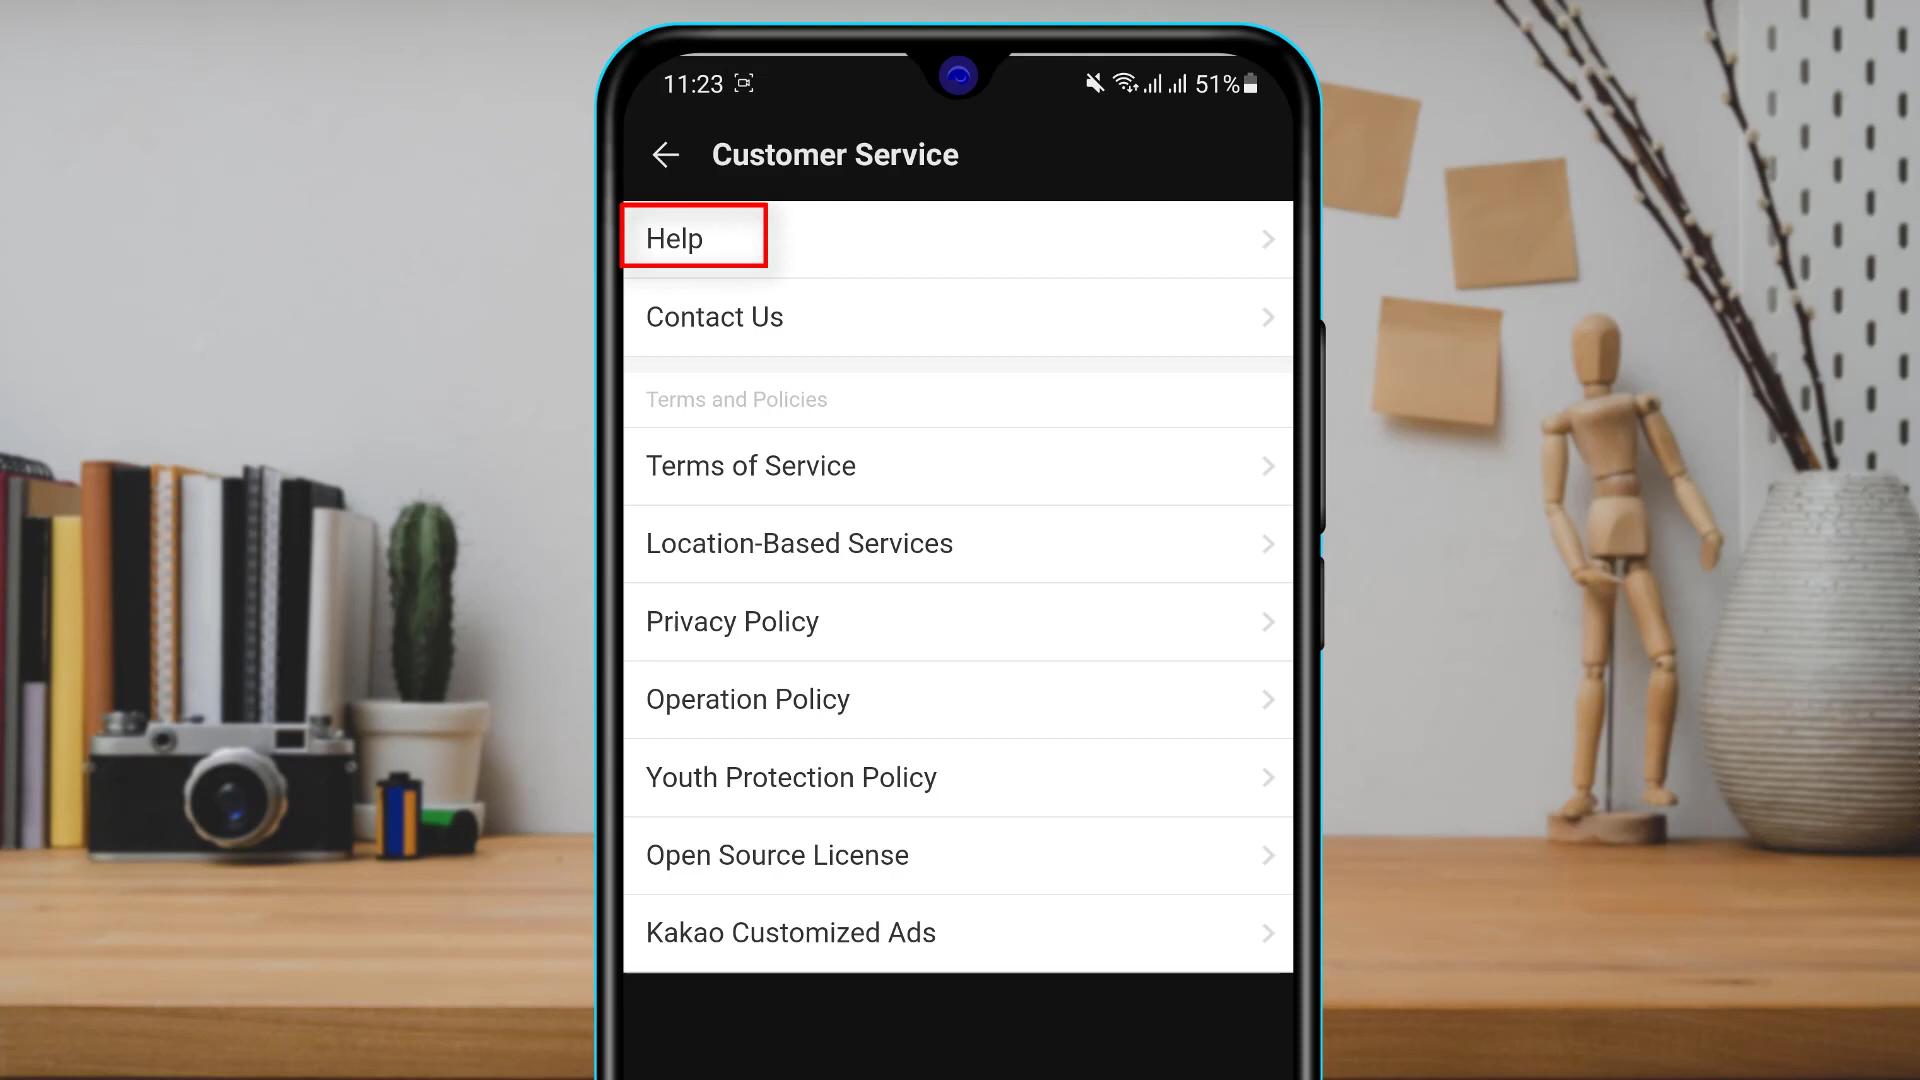 11:23 51%
Customer Service
Help
Contact Us
Terms and Policies
Terms of Service
Location-Based Services
Privacy Policy
Operation Policy
Youth Protection Policy
Open Source License
Kakao Customized Ads